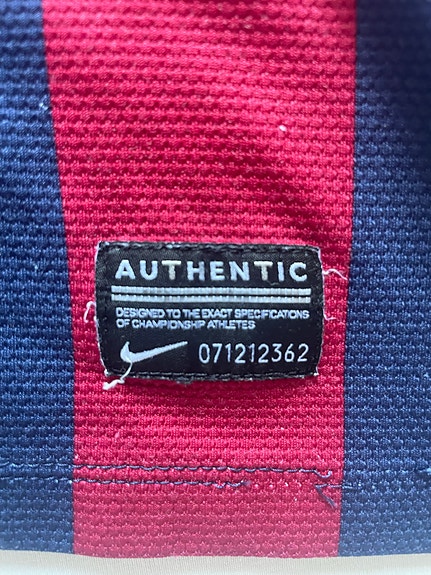 AUTHENTIC
DESIGNED TO THE EXACT SPECIFICATIONS
OF CHAMPIONSHIP ATHLETES
071212362